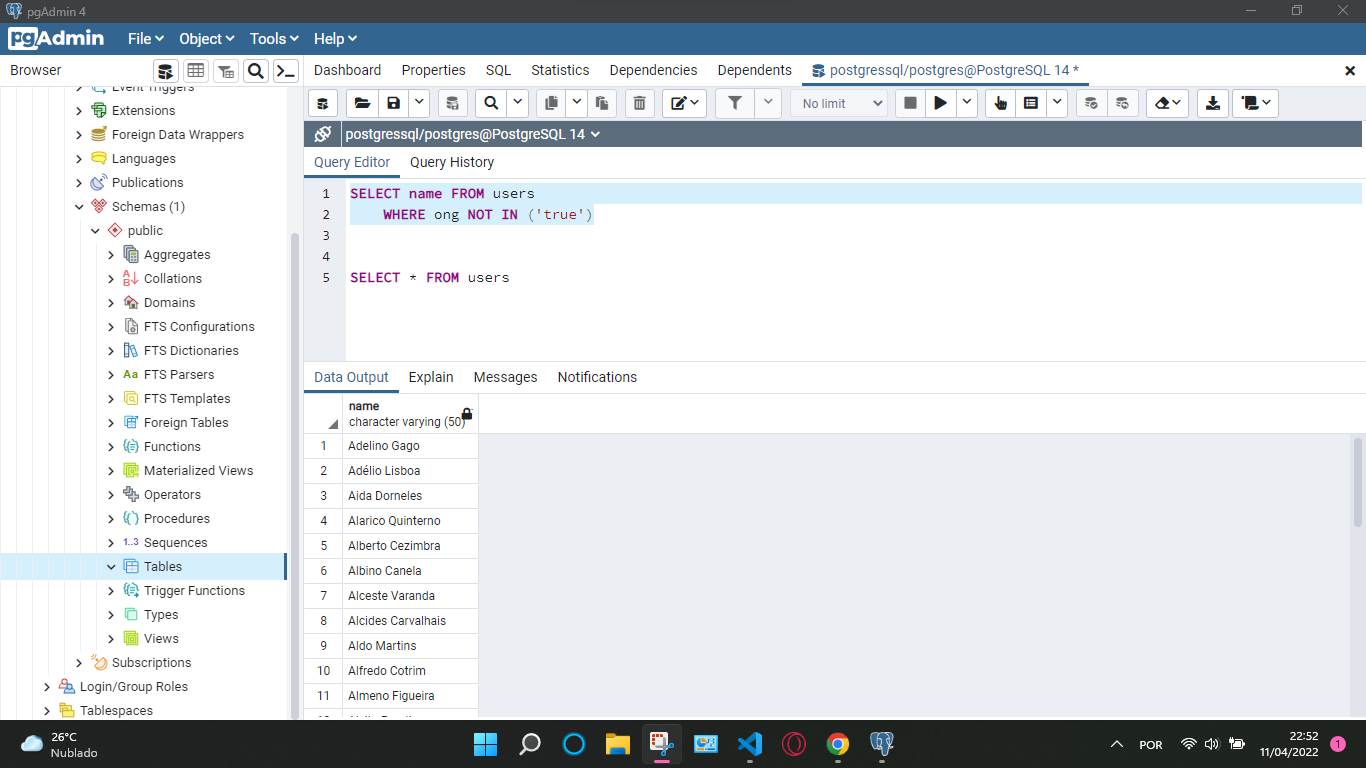 pgAdmin 4
pgAdmin
File
Object
Tools
Help
Browser
Dashboard
Properties
SQL
Statistics
Dependencies
Dependents
postgressql/postgres@PostgreSQL 14 *
No limit
postgressql/postgres@PostgreSQL 14
Query Editor
Query History
Event Triggers
Extensions
Foreign Data Wrappers
Languages
Publications
Schemas (1)
public
Aggregates
Collations
Domains
FTS Configurations
FTS Dictionaries
Aa FTS Parsers
FTS Templates
Foreign Tables
Functions
Materialized Views
Operators
Procedures
1..3 Sequences
Tables
Trigger Functions
Types
Views
Subscriptions
Login/Group Roles
Tablespaces
1 SELECT name FROM users
2 WHERE ong NOT IN ('true')
3
4
5 SELECT * FROM users
Data Output
Explain
Messages
Notifications
name
character varying (50)
1 Adelino Gago
2 Adélio Lisboa
3 Aida Dorneles
4 Alarico Quinterno
5 Alberto Cezimbra
6 Albino Canela
7 Alceste Varanda
8 Alcides Carvalhais
9 Aldo Martins
10 Alfredo Cotrim
11 Almeno Figueira
26°C
Nublado
POR
22:52
11/04/2022
1